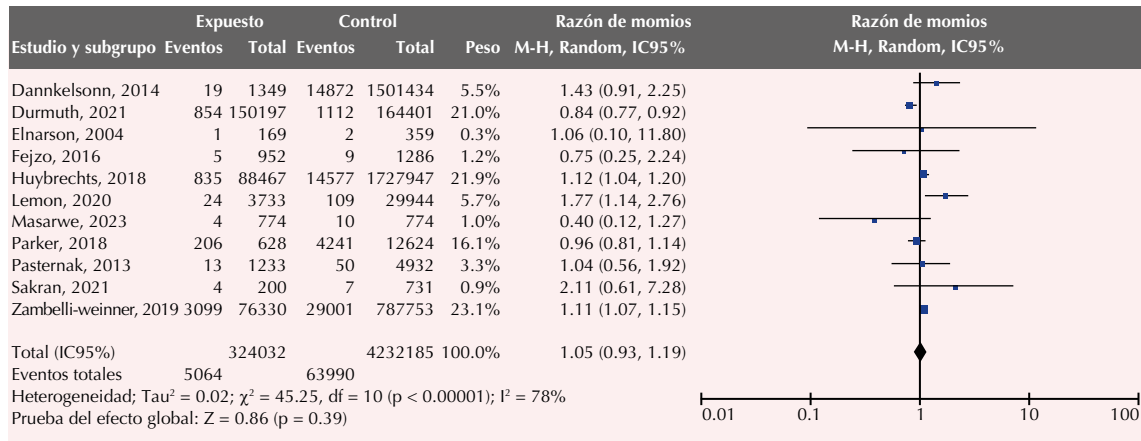 Expuesto Control Razón de momios Razón de momios
Estudio y subgrupo Eventos Total Eventos Total Peso M-H, Random, IC95% M-H, Random, IC95%
Dannkelsonn, 2014 19 1349 14872 1501434 5.5% 1.43 (0.91, 2.25)
Durmuth, 2021 854 150197 1112 164401 21.0% 0.84 (0.77, 0.92)
Elnarson, 2004 1 169 2 359 0.3% 1.06 (0.10, 11.80)
Fejzo, 2016 5 952 9 1286 1.2% 0.75 (0.25, 2.24)
Huybrechts, 2018 835 88467 14577 1727947 21.9% 1.12 (1.04, 1.20)
Lemon, 2020 24 3733 109 29944 5.7% 1.77 (1.14, 2.76)
Masarwe, 2023 4 774 10 774 1.0% 0.40 (0.12, 1.27)
Parker, 2018 206 628 4241 12624 16.1% 0.96 (0.81, 1.14)
Pasternak, 2013 13 1233 50 4932 3.3% 1.04 (0.56, 1.92)
Sakran, 2021 4 200 7 731 0.9% 2.11 (0.61, 7.28)
Zambelli-weinner, 2019 3099 76330 29001 787753 23.1% 1.11 (1.07, 1.15)
Total (IC95%) 324032 4232185 100.0% 1.05 (0.93, 1.19)
Eventos totales 5064 63990
Heterogeneidad; Tau² = 0.02; χ² = 45.25, df = 10 (p < 0.00001); I² = 78%
Prueba del efecto global: Z = 0.86 (p = 0.39)
0.01 0.1 1 10 100